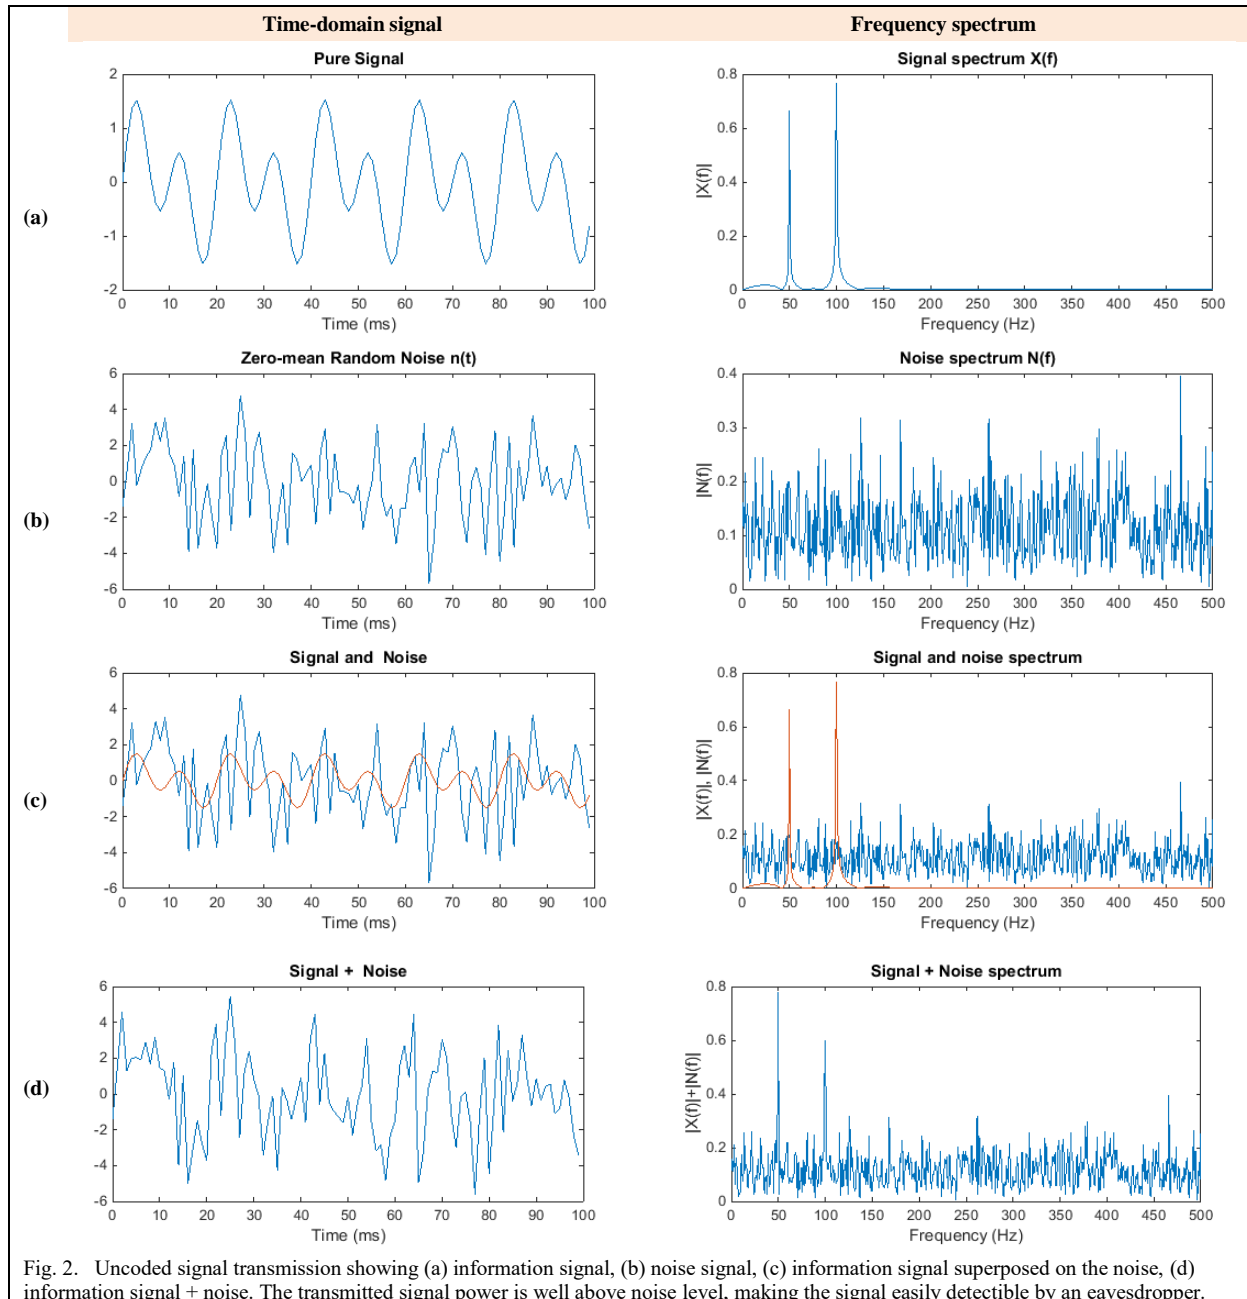 Time-domain signal Frequency spectrum
(a)
Pure Signal
2
1
0
-1
-2
0 10 20 30 40 50 60 70 80 90 100
Time (ms)
Signal spectrum X(f)
|X(f)|
0.8
0.6
0.4
0.2
0
0 50 100 150 200 250 300 350 400 450 500
Frequency (Hz)
(b)
Zero-mean Random Noise n(t)
6
4
2
0
-2
-4
-6
0 10 20 30 40 50 60 70 80 90 100
Time (ms)
Noise spectrum N(f)
|N(f)|
0.4
0.3
0.2
0.1
0
0 50 100 150 200 250 300 350 400 450 500
Frequency (Hz)
(c)
Signal and Noise
6
4
2
0
-2
-4
-6
0 10 20 30 40 50 60 70 80 90 100
Time (ms)
Signal and noise spectrum
|X(f)|, |N(f)|
0.8
0.6
0.4
0.2
0
0 50 100 150 200 250 300 350 400 450 500
Frequency (Hz)
(d)
Signal + Noise
6
4
2
0
-2
-4
-6
0 10 20 30 40 50 60 70 80 90 100
Time (ms)
Signal + Noise spectrum
|X(f)|+|N(f)|
0.8
0.6
0.4
0.2
0
0 50 100 150 200 250 300 350 400 450 500
Frequency (Hz)
Fig. 2. Uncoded signal transmission showing (a) information signal, (b) noise signal, (c) information signal superposed on the noise, (d)
information signal + noise. The transmitted signal power is well above noise level, making the signal easily detectible by an eavesdropper.